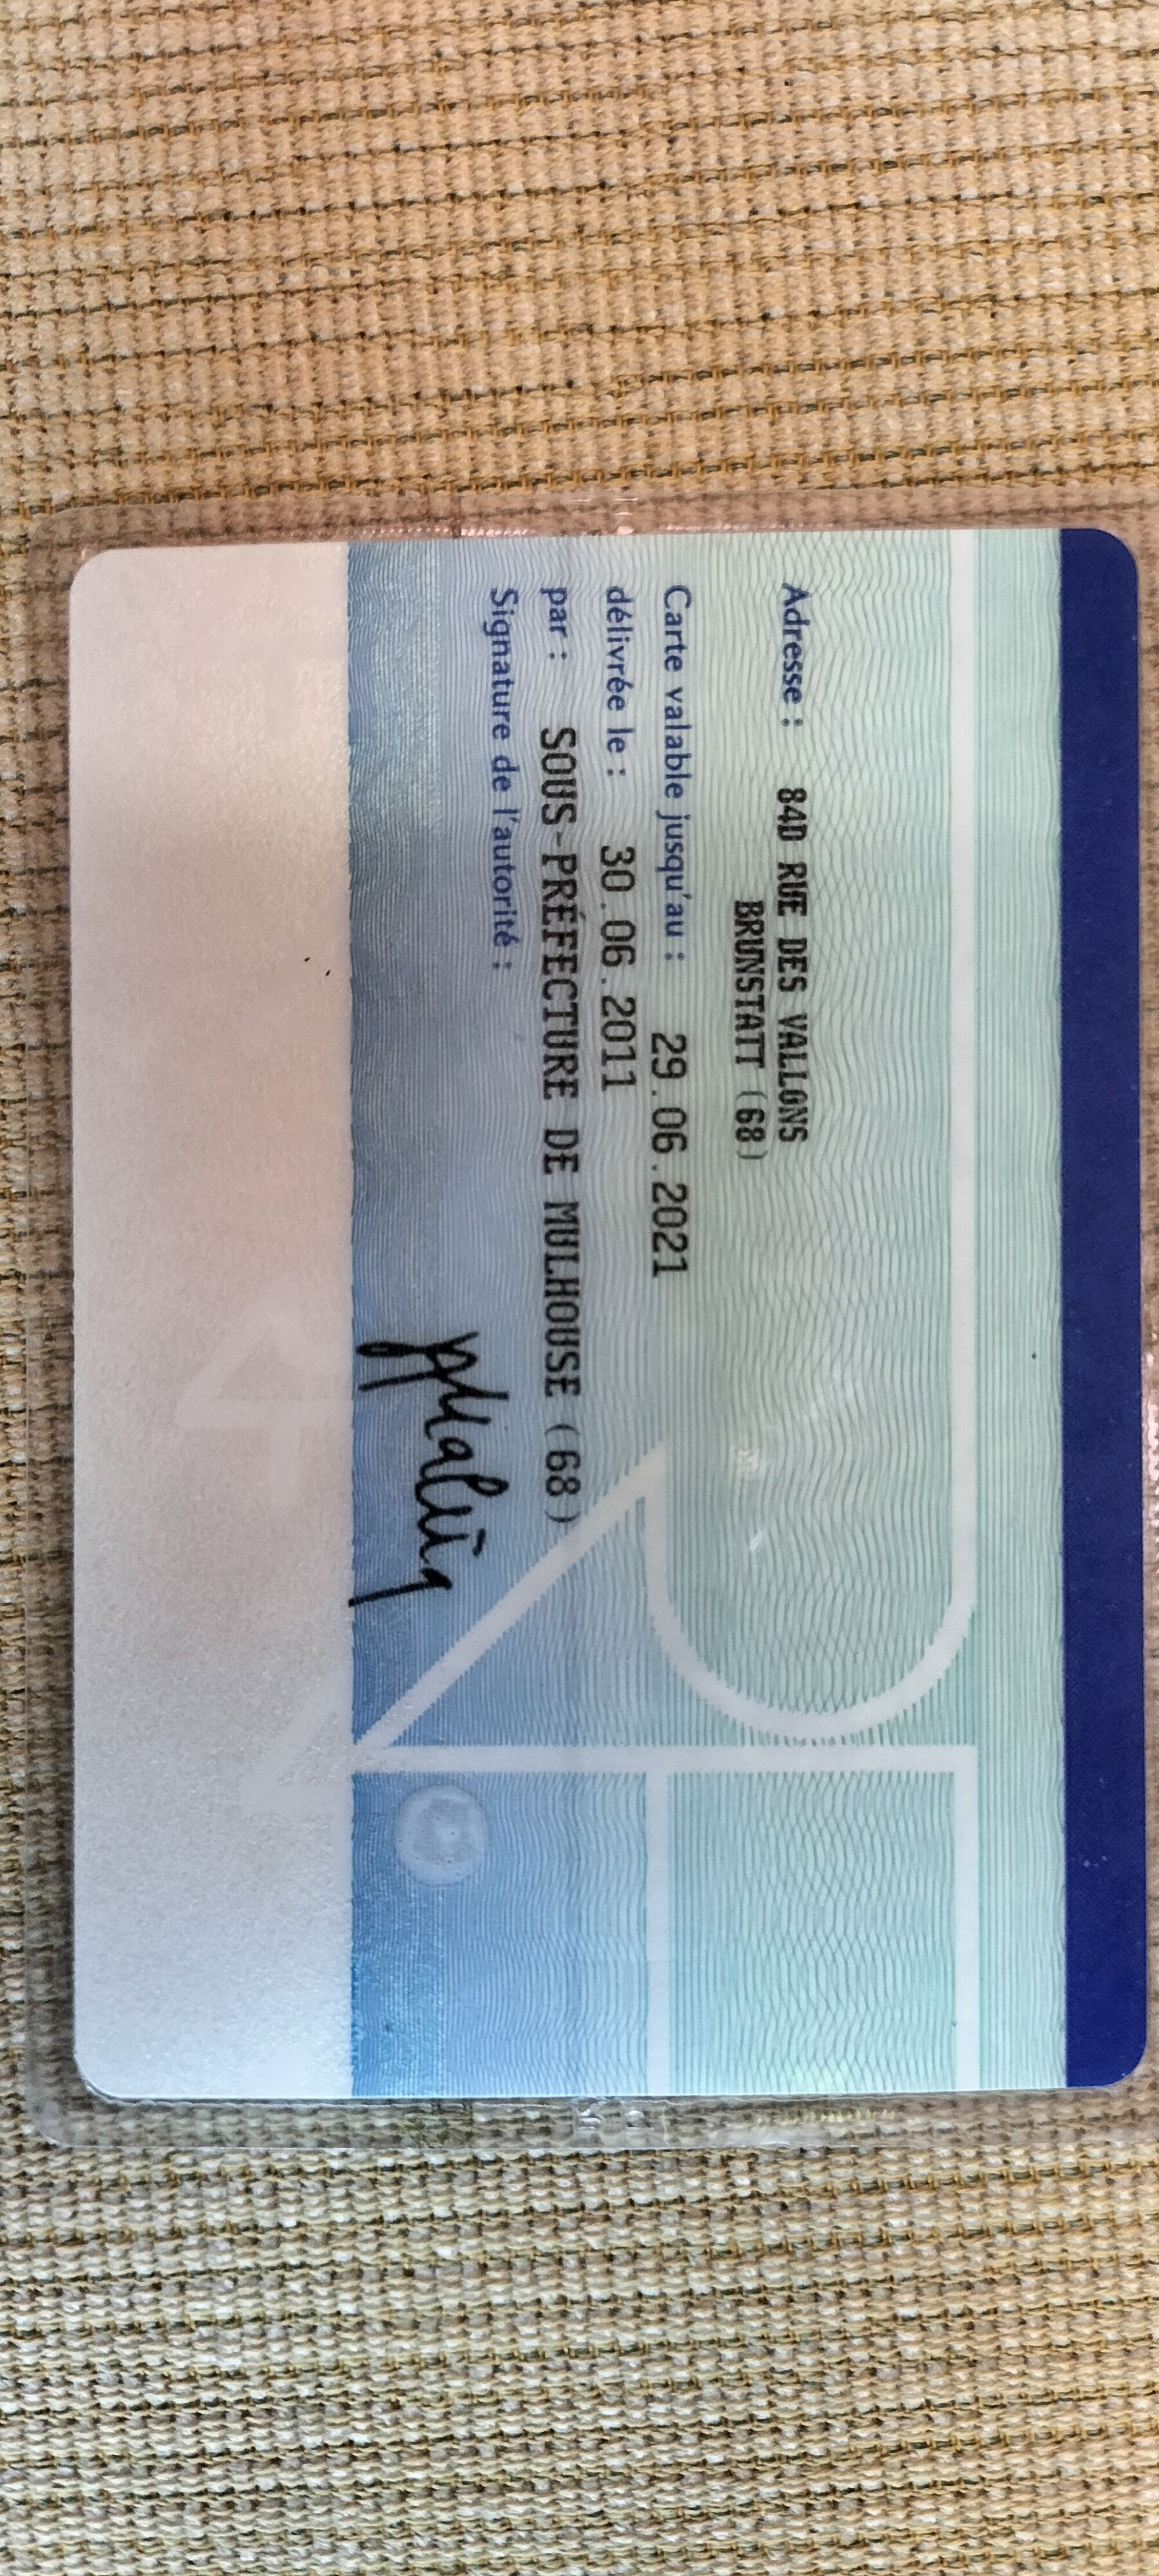 Adresse : 84D RUE DES VALLONS
BRUNSTATT (68)
Carte valable jusqu'au : 29.06.2021
délivrée le : 30.06.2011
par : SOUS-PRÉFECTURE DE MULHOUSE (68)
Signature de l'autorité :